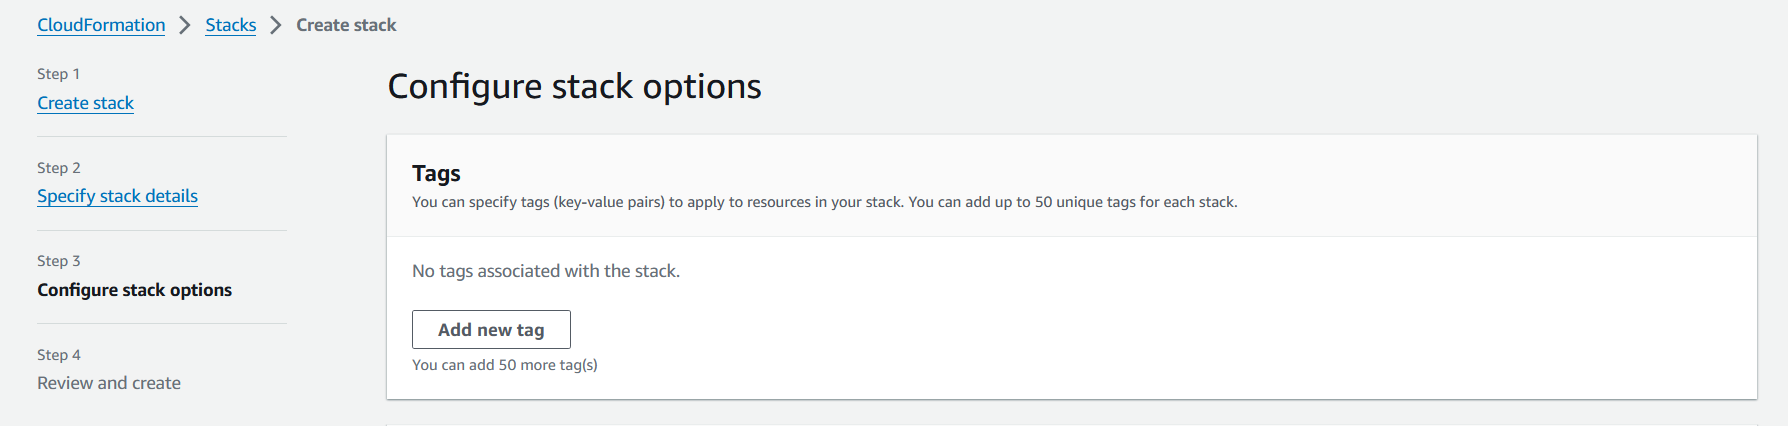 CloudFormation > Stacks > Create stack
Step 1
Create stack
Step 2
Specify stack details
Step 3
Configure stack options
Step 4
Review and create
Configure stack options
Tags
You can specify tags (key-value pairs) to apply to resources in your stack. You can add up to 50 unique tags for each stack.
No tags associated with the stack.
Add new tag
You can add 50 more tag(s)